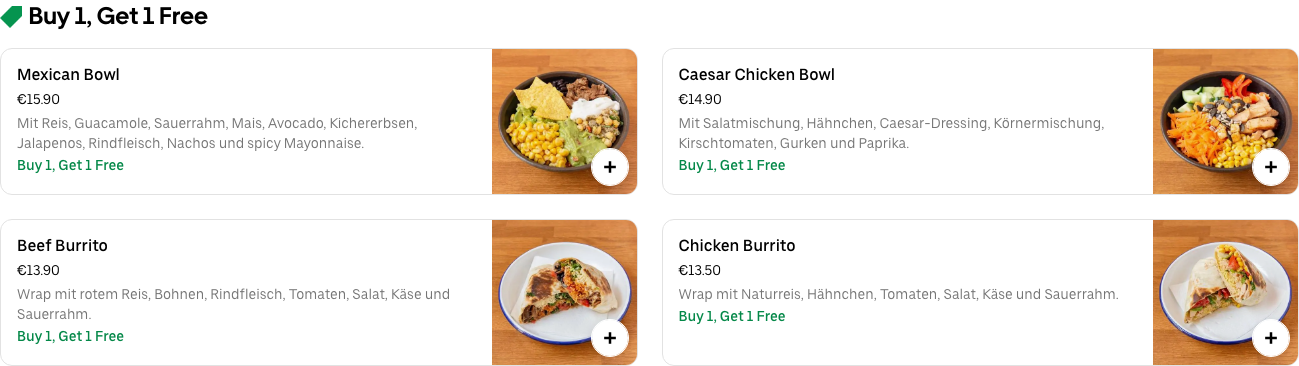 Buy 1, Get 1 Free
Mexican Bowl
€15.90
Mit Reis, Guacamole, Sauerrahm, Mais, Avocado, Kichererbsen,
Jalapenos, Rindfleisch, Nachos und spicy Mayonnaise.
Buy 1, Get 1 Free
Caesar Chicken Bowl
€14.90
Mit Salatmischung, Hähnchen, Caesar-Dressing, Körnermischung,
Kirschtomaten, Gurken und Paprika.
Buy 1, Get 1 Free
Beef Burrito
€13.90
Wrap mit rotem Reis, Bohnen, Rindfleisch, Tomaten, Salat, Käse und
Sauerrahm.
Buy 1, Get 1 Free
Chicken Burrito
€13.50
Wrap mit Naturreis, Hähnchen, Tomaten, Salat, Käse und Sauerrahm.
Buy 1, Get 1 Free